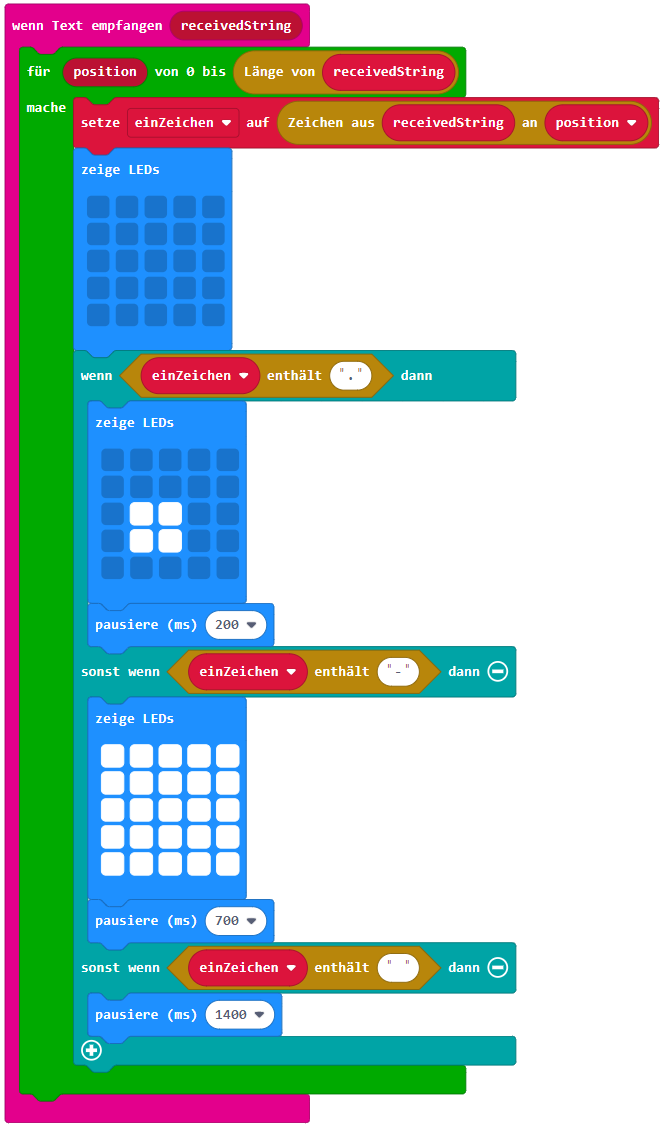 wenn Text empfangen receivedString
für position von 0 bis Länge von receivedString
mache
setze einZeichen auf Zeichen aus receivedString an position
zeige LEDs
wenn einZeichen enthält "." dann
zeige LEDs
pausiere (ms) 200
sonst wenn einZeichen enthält "-" dann
zeige LEDs
pausiere (ms) 700
sonst wenn einZeichen enthält " " dann
pausiere (ms) 1400